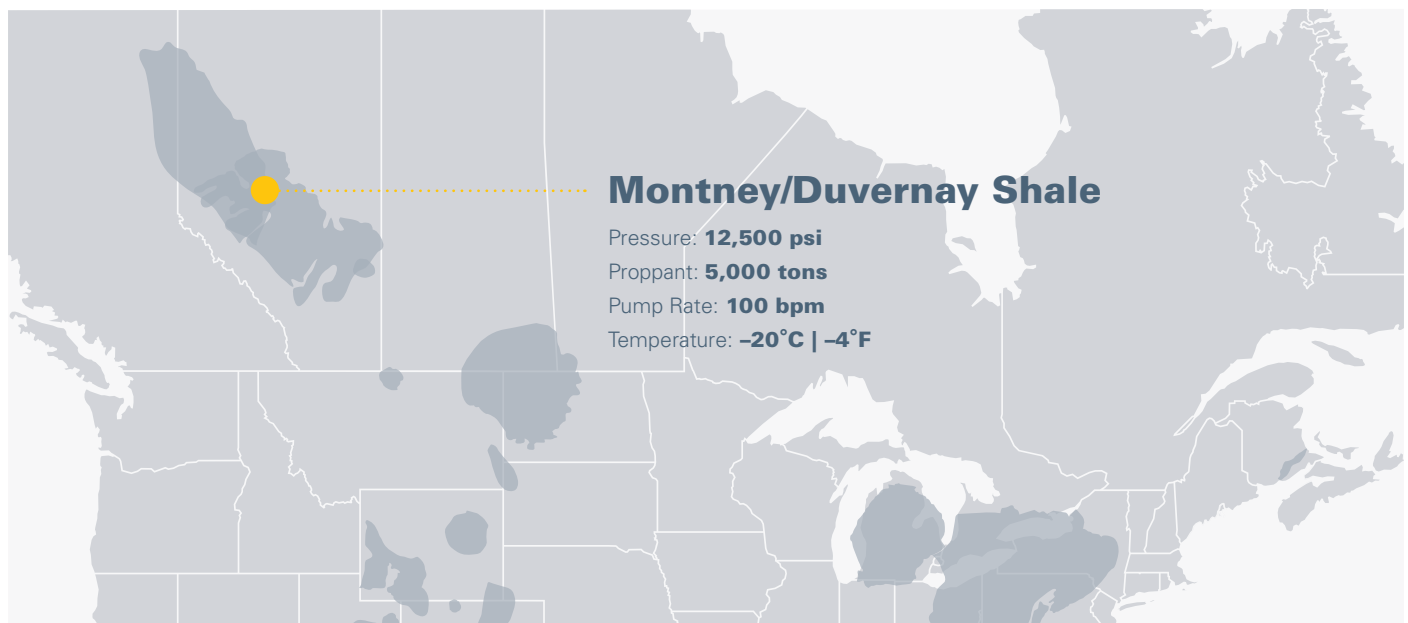 Montney/Duvernay Shale
Pressure: 12,500 psi
Proppant: 5,000 tons
Pump Rate: 100 bpm
Temperature: –20˚C | –4˚F